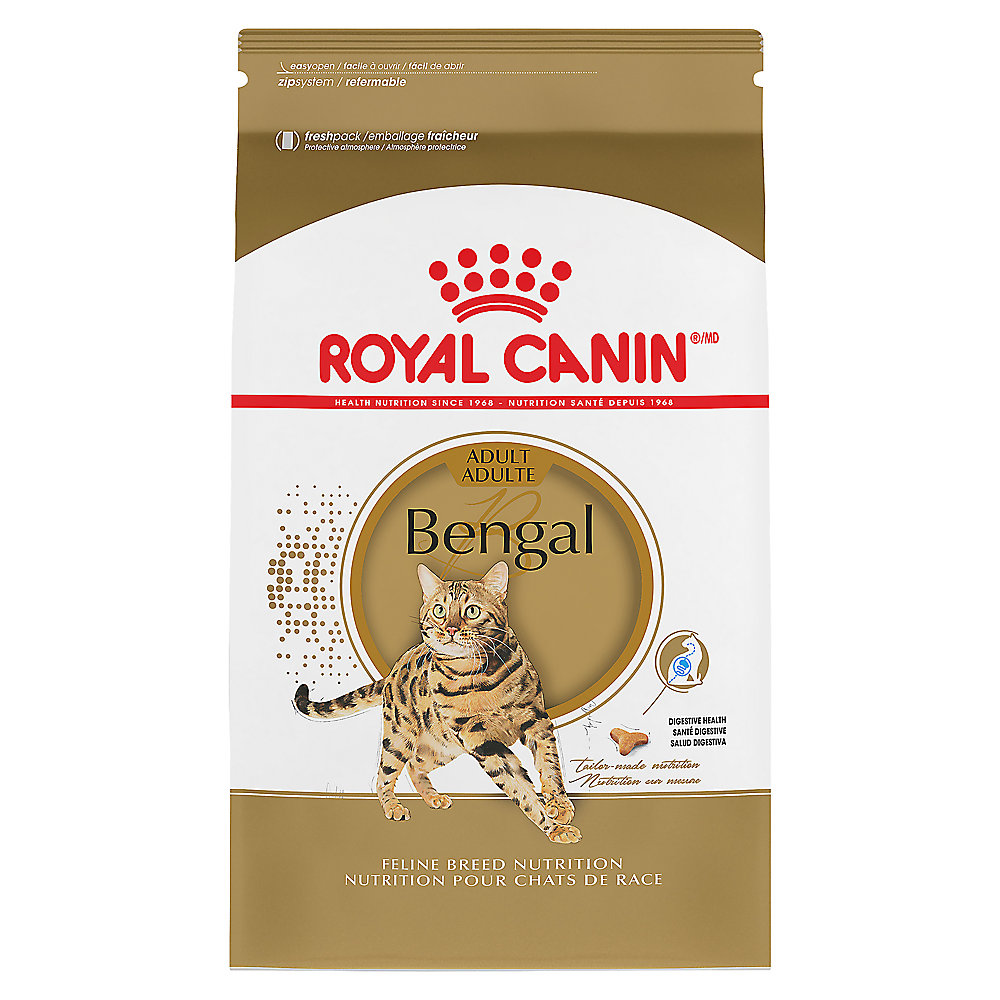 easyopen / facile à ouvrir / fácil de abrir
zipsystem / refermable
freshpack / emballage fraîcheur
Protective atmosphere / Atmosphère protectrice
ROYAL CANIN ®/MD
HEALTH NUTRITION SINCE 1968 - NUTRITION SANTÉ DEPUIS 1968
ADULT
ADULTE
B
Bengal
DIGESTIVE HEALTH
SANTÉ DIGESTIVE
SALUD DIGESTIVA
Tailor-made nutrition
Nutrition sur mesure
FELINE BREED NUTRITION
NUTRITION POUR CHATS DE RACE